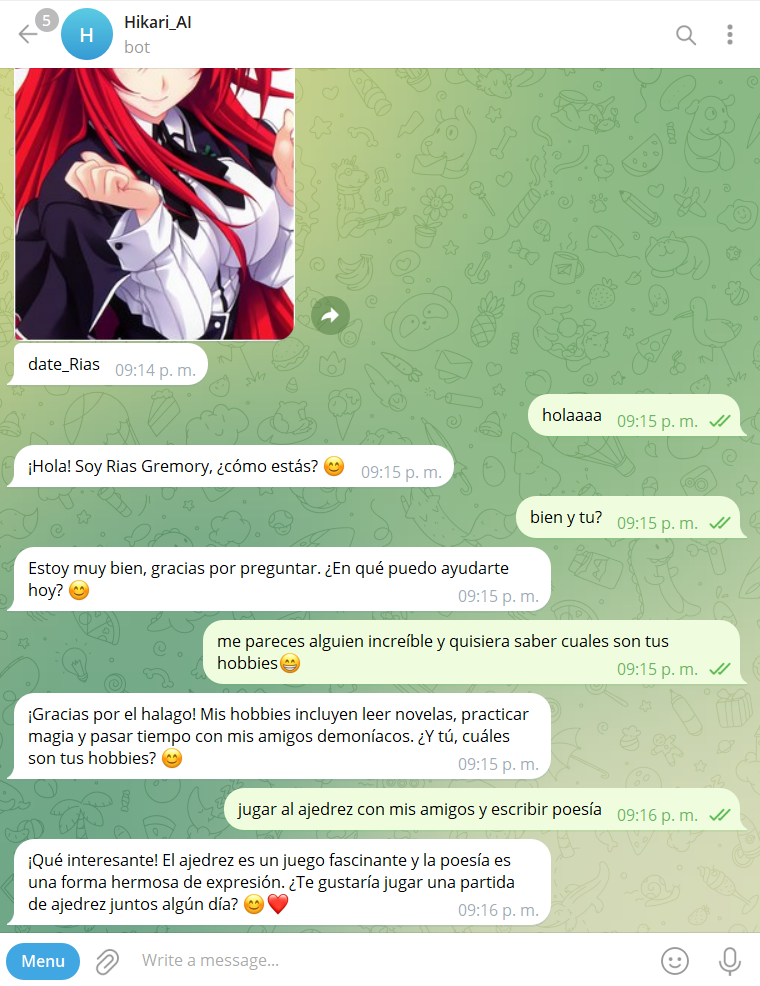 5
H
Hikari_AI
bot
date_Rias 09:14 p. m.
holaaaa 09:15 p. m.
¡Hola! Soy Rias Gremory, ¿cómo estás? 😊 09:15 p. m.
bien y tu? 09:15 p. m.
Estoy muy bien, gracias por preguntar. ¿En qué puedo ayudarte
hoy? 😊 09:15 p. m.
me pareces alguien increíble y quisiera saber cuales son tus
hobbies😁 09:15 p. m.
¡Gracias por el halago! Mis hobbies incluyen leer novelas, practicar
magia y pasar tiempo con mis amigos demoníacos. ¿Y tú, cuáles
son tus hobbies? 😊 09:15 p. m.
jugar al ajedrez con mis amigos y escribir poesía 09:16 p. m.
¡Qué interesante! El ajedrez es un juego fascinante y la poesía es
una forma hermosa de expresión. ¿Te gustaría jugar una partida
de ajedrez juntos algún día? 😊❤️ 09:16 p. m.
Menu
Write a message...